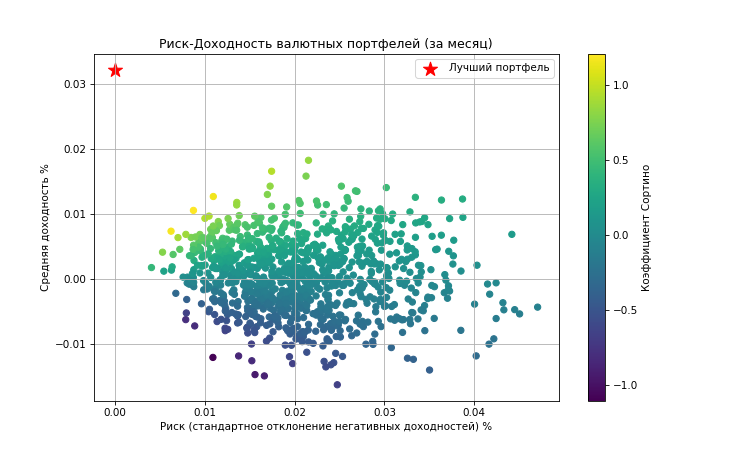 Риск-Доходность валютных портфелей (за месяц)
Лучший портфель
Средняя доходность %
0.03
0.02
0.01
0.00
−0.01
0.00 0.01 0.02 0.03 0.04
Риск (стандартное отклонение негативных доходностей) %
1.0
0.5
0.0
−0.5
−1.0
Коэффициент Сортино